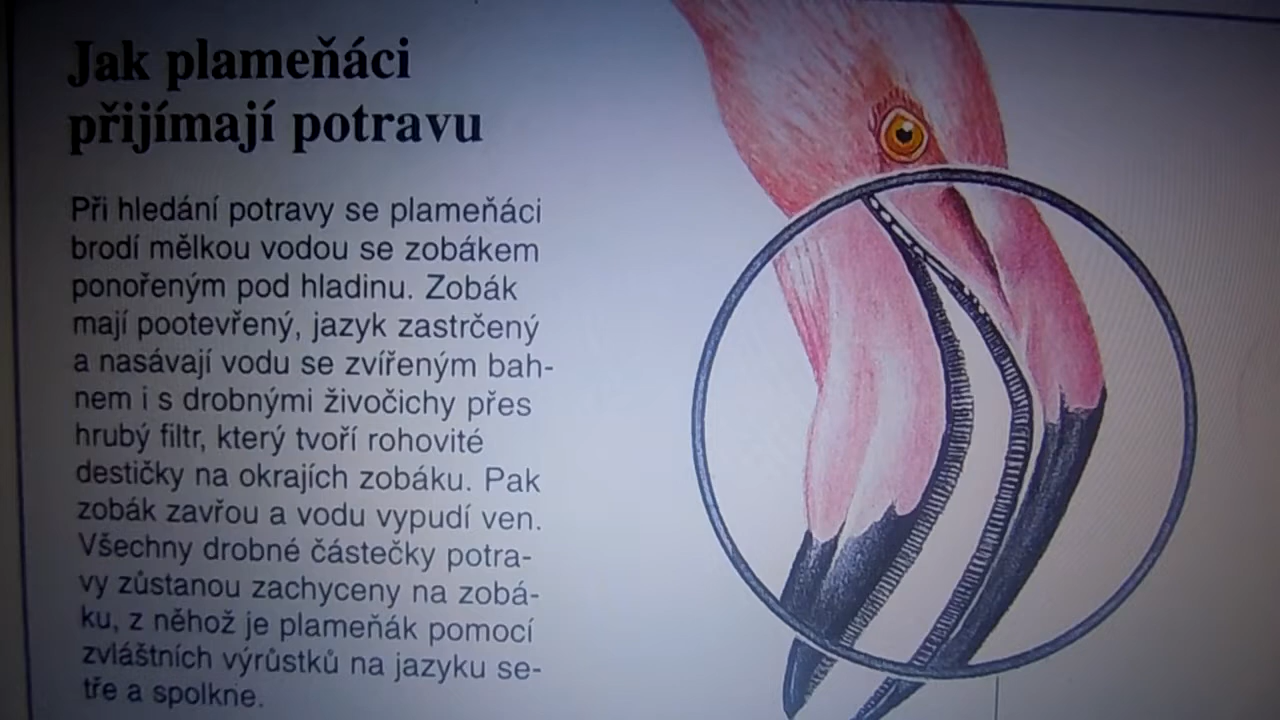 Jak plameňáci
přijímají potravu
Při hledání potravy se plameňáci
brodí mělkou vodou se zobákem
ponořeným pod hladinu. Zobák
mají pootevřený, jazyk zastrčený
a nasávají vodu se zvířeným bah-
nem i s drobnými živočichy přes
hrubý filtr, který tvoří rohovité
destičky na okrajích zobáku. Pak
zobák zavřou a vodu vypudí ven.
Všechny drobné částečky potra-
vy zůstanou zachyceny na zobá-
ku, z něhož je plameňák pomocí
zvláštních výrůstků na jazyku se-
tře a spolkne.